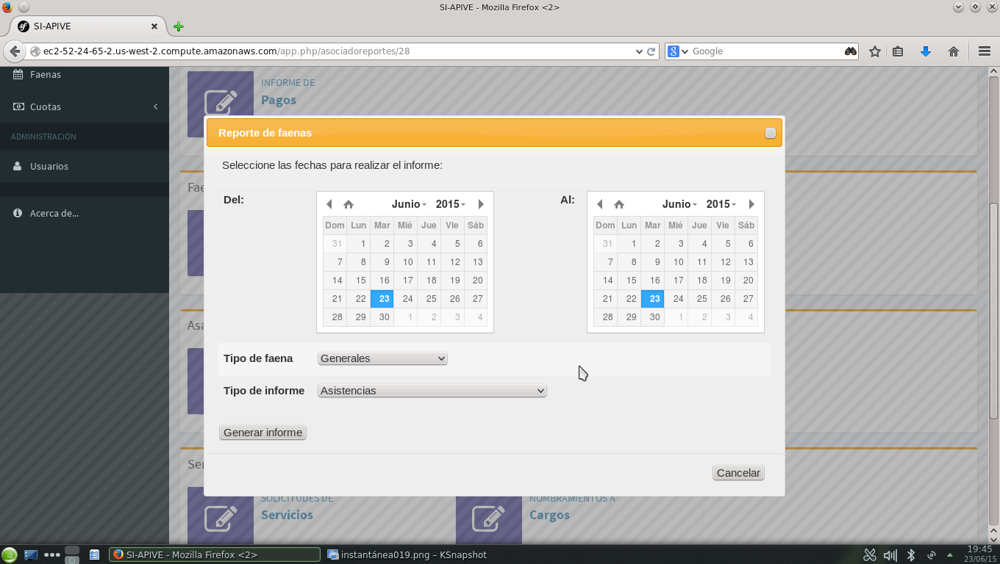 SI-APIVE - Mozilla Firefox <2>
SI-APIVE
ec2-52-24-65-2.us-west-2.compute.amazonaws.com/app.php/asociadoreportes/28
Google
Faenas
Cuotas
ADMINISTRACIÓN
Usuarios
Acerca de...
INFORME DE
Pagos
Reporte de faenas
Seleccione las fechas para realizar el informe:
Del:
Junio 2015
Dom Lun Mar Mié Jue Vie Sáb
31 1 2 3 4 5 6
7 8 9 10 11 12 13
14 15 16 17 18 19 20
21 22 23 24 25 26 27
28 29 30 1 2 3 4
Al:
Junio 2015
Dom Lun Mar Mié Jue Vie Sáb
31 1 2 3 4 5 6
7 8 9 10 11 12 13
14 15 16 17 18 19 20
21 22 23 24 25 26 27
28 29 30 1 2 3 4
Tipo de faena Generales
Tipo de informe Asistencias
Generar informe
Cancelar
Fae
Asa
Ser
SOLICITUDES DE
Servicios
NOMBRAMIENTOS A
Cargos
SI-APIVE - Mozilla Firefox <2>
instantánea019.png – KSnapshot
19:45
23/06/15